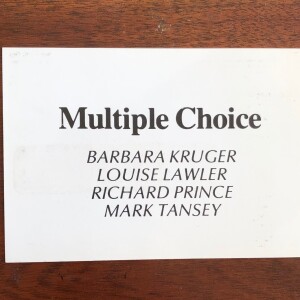 Multiple Choice
BARBARA KRUGER
LOUISE LAWLER
RICHARD PRINCE
MARK TANSEY